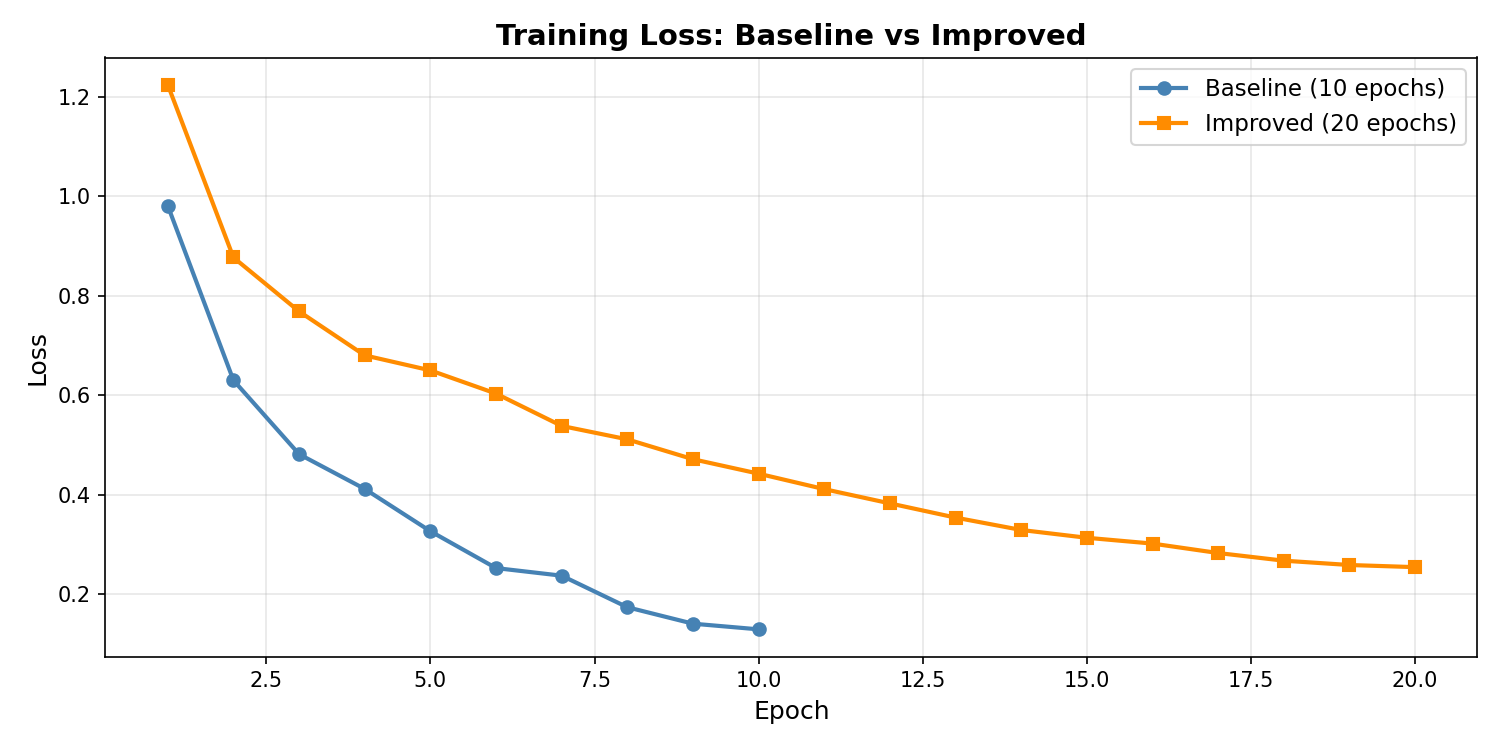 Training Loss: Baseline vs Improved
Baseline (10 epochs)
Improved (20 epochs)
Loss
1.2
1.0
0.8
0.6
0.4
0.2
2.5 5.0 7.5 10.0 12.5 15.0 17.5 20.0
Epoch